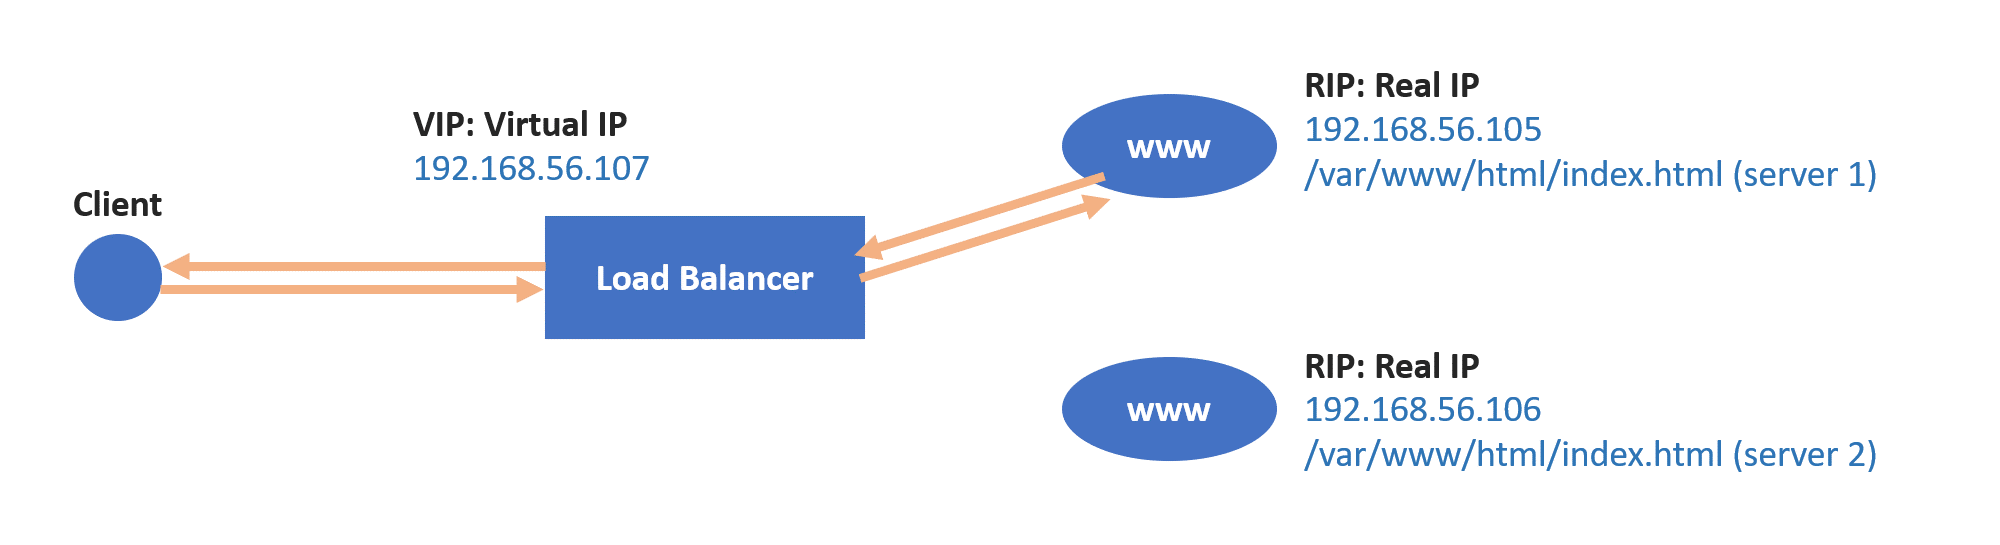 Client
VIP: Virtual IP
192.168.56.107
Load Balancer
www
RIP: Real IP
192.168.56.105
/var/www/html/index.html (server 1)
www
RIP: Real IP
192.168.56.106
/var/www/html/index.html (server 2)